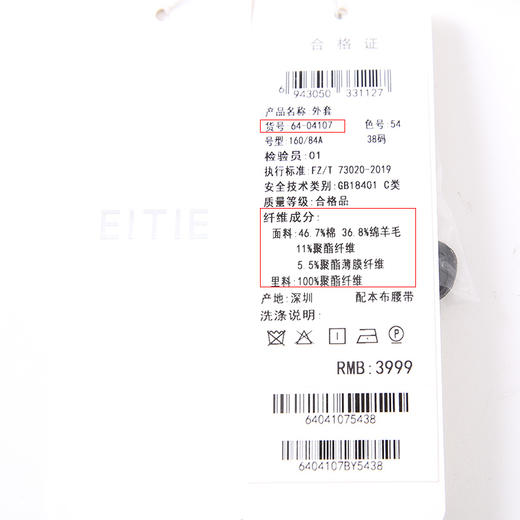 合格证
6 943050 331127
产品名称 外套
货号 64-04107 色号:54
号型:160/84A 38码
检验员:01
执行标准:FZ/T 73020-2019
安全技术类别:GB18401 C类
质量等级:合格品
纤维成分:
面料:46.7%棉 36.8%绵羊毛
11%聚酯纤维
5.5%聚酯薄膜纤维
里料:100%聚酯纤维
产地:深圳 配本布腰带
洗涤说明:
RMB:3999
64041075438
6404107BY5438
EITIE